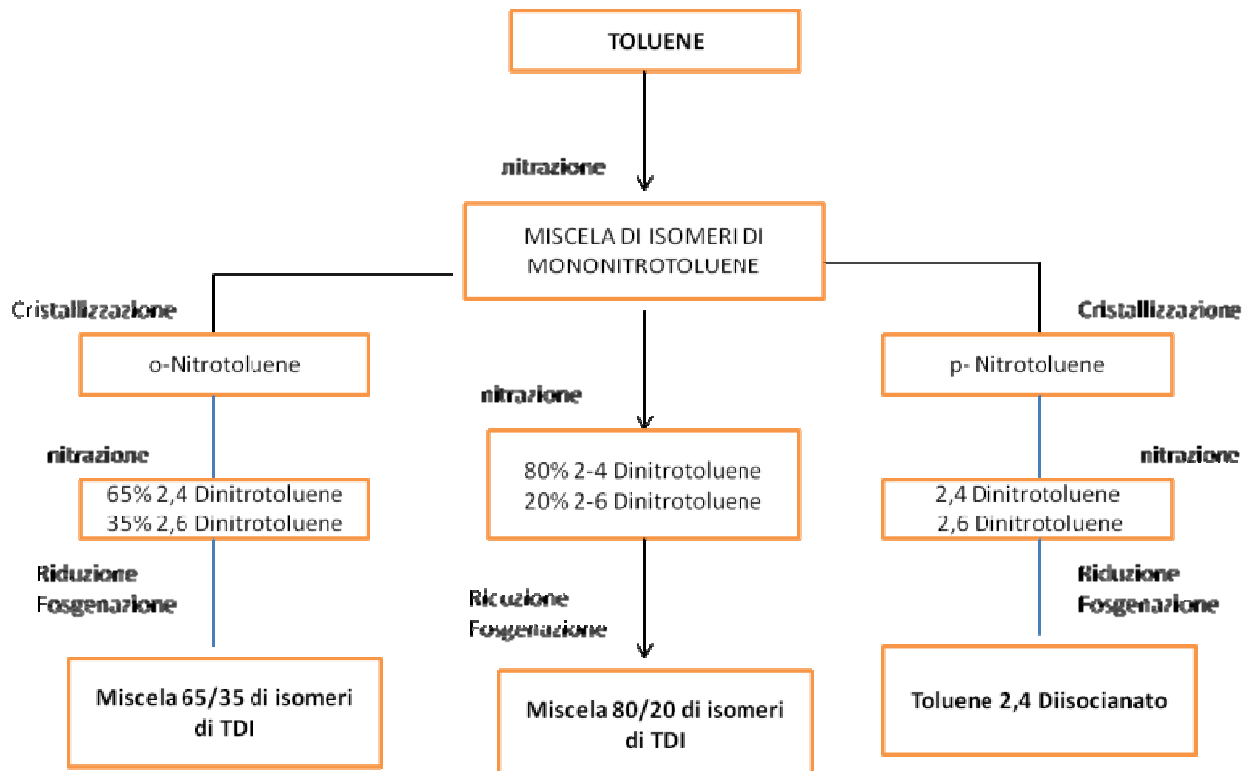 TOLUENE
nitrazione
MISCELA DI ISOMERI DI
MONONITROTOLUENE
Cristallizzazione
Cristallizzazione
o-Nitrotoluene
p- Nitrotoluene
nitrazione
nitrazione
nitrazione
65% 2,4 Dinitrotoluene
35% 2,6 Dinitrotoluene
80% 2-4 Dinitrotoluene
20% 2-6 Dinitrotoluene
2,4 Dinitrotoluene
2,6 Dinitrotoluene
Riduzione
Fosgenazione
Ricuzione
Fosgenazione
Riduzione
Fosgenazione
Miscela 65/35 di isomeri
di TDI
Miscela 80/20 di isomeri
di TDI
Toluene 2,4 Diisocianato